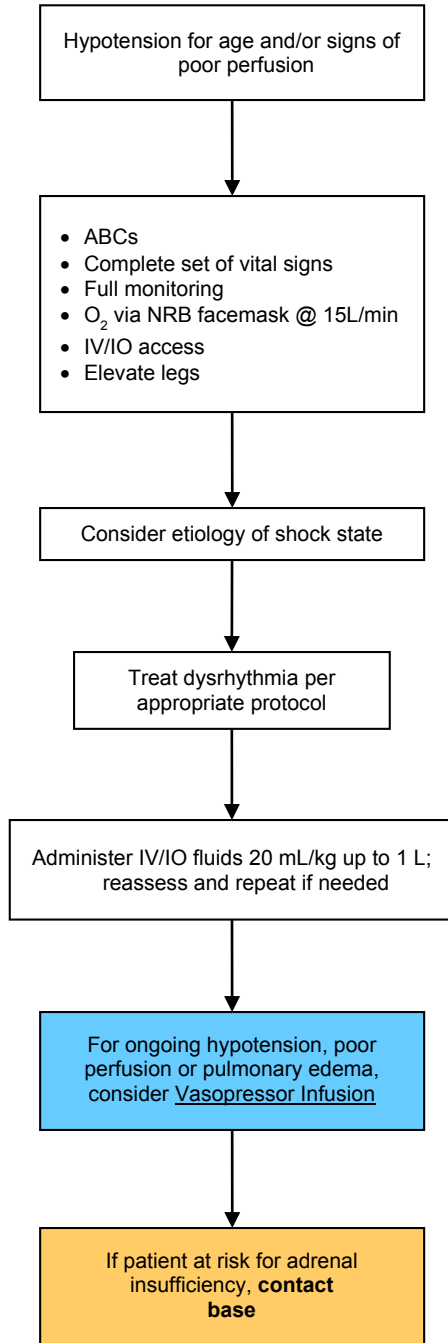 Hypotension for age and/or signs of
poor perfusion
• ABCs
• Complete set of vital signs
• Full monitoring
• O₂ via NRB facemask @ 15L/min
• IV/IO access
• Elevate legs
Consider etiology of shock state
Treat dysrhythmia per
appropriate protocol
Administer IV/IO fluids 20 mL/kg up to 1 L;
reassess and repeat if needed
For ongoing hypotension, poor
perfusion or pulmonary edema,
consider Vasopressor Infusion
If patient at risk for adrenal
insufficiency, contact
base